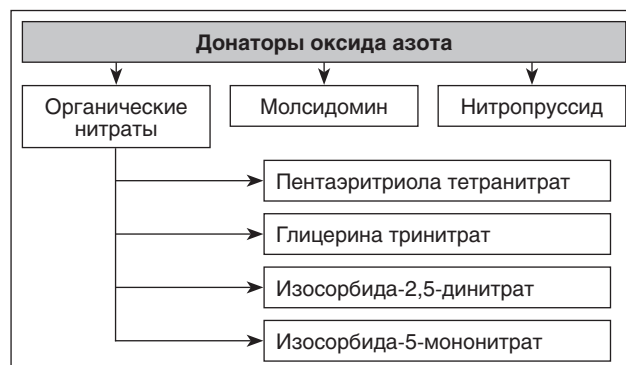 Донаторы оксида азота
Органические
нитраты
Молсидомин
Нитропруссид
Пентаэритриола тетранитрат
Глицерина тринитрат
Изосорбида-2,5-динитрат
Изосорбида-5-мононитрат